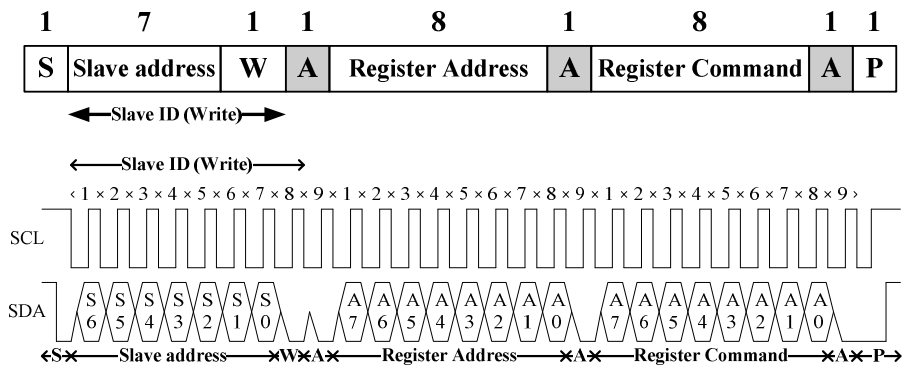 1 7 1 1 8 1 8 1 1
S Slave address W A Register Address A Register Command A P
Slave ID (Write)
Slave ID (Write)
‹ 1 × 2 × 3 × 4 × 5 × 6 × 7 × 8 × 9 × 1 × 2 × 3 × 4 × 5 × 6 × 7 × 8 × 9 × 1 × 2 × 3 × 4 × 5 × 6 × 7 × 8 × 9 ›
SCL
SDA S6 S5 S4 S3 S2 S1 S0 A7 A6 A5 A4 A3 A2 A1 A0 A7 A6 A5 A4 A3 A2 A1 A0
S Slave address W A Register Address A Register Command A P